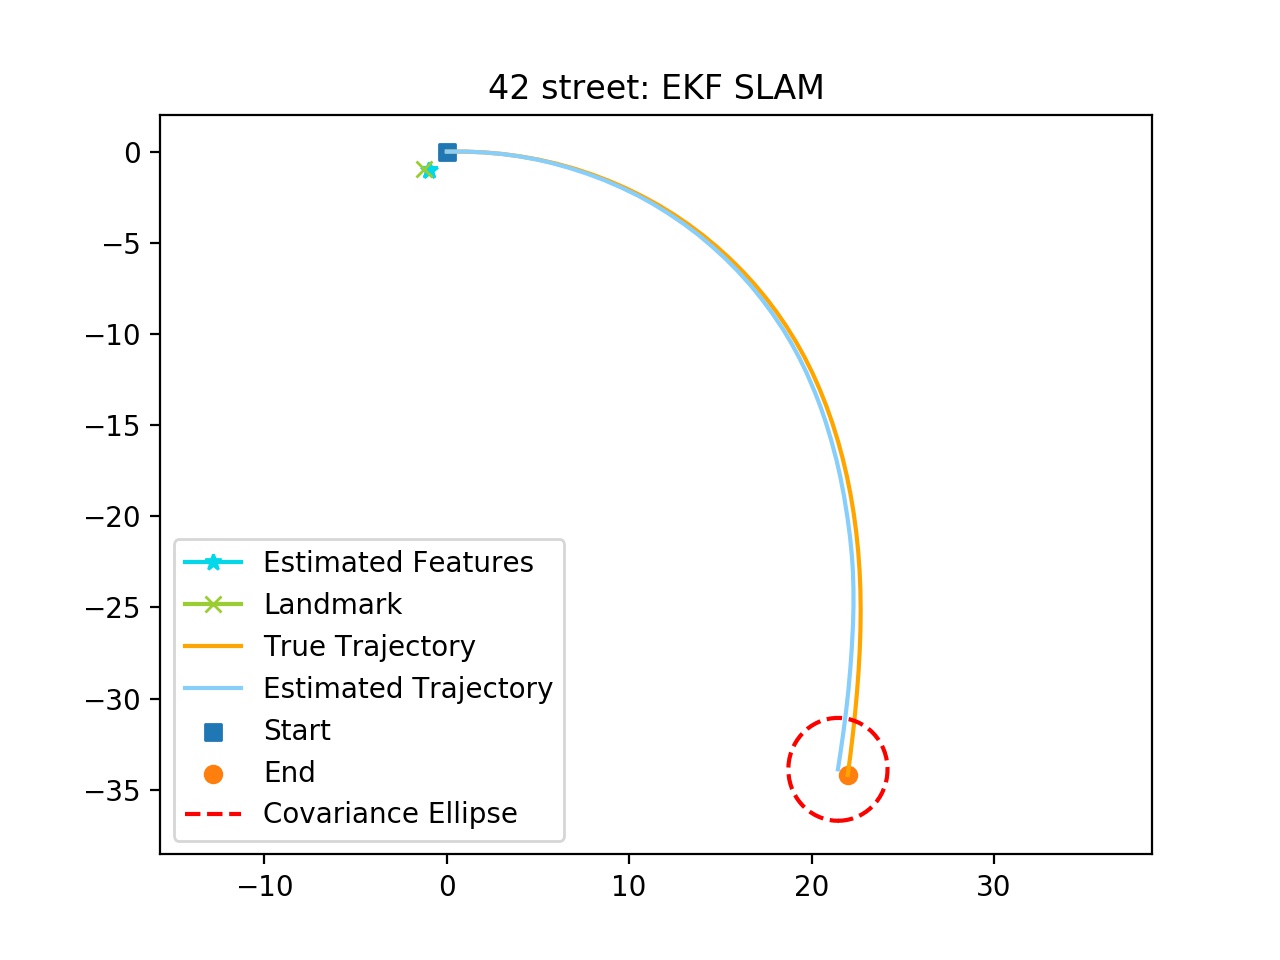 42 street: EKF SLAM
0
−5
−10
−15
−20
−25
−30
−35
Estimated Features
Landmark
True Trajectory
Estimated Trajectory
Start
End
Covariance Ellipse
−10 0 10 20 30